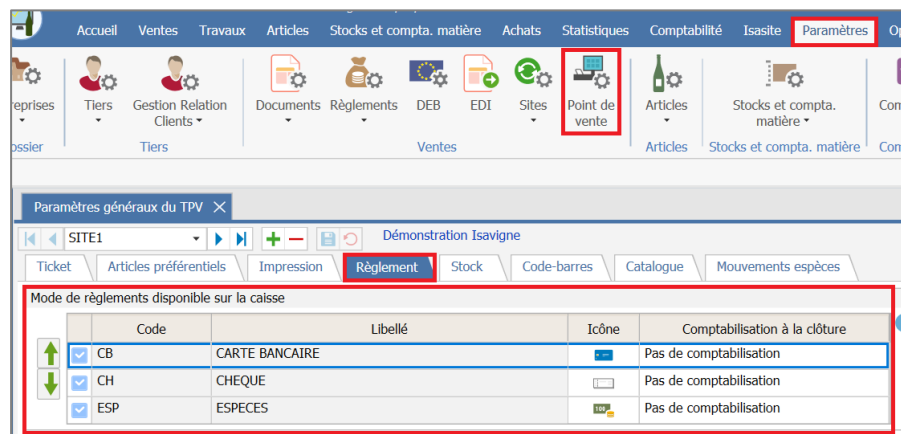 Accueil Ventes Travaux Articles Stocks et compta. matière Achats Statistiques Comptabilité Isasite Paramètres
Tiers Gestion Relation Clients Documents Règlements DEB EDI Sites Point de vente Articles Stocks et compta. matière
Tiers Ventes Articles Stocks et compta. matière
Paramètres généraux du TPV
SITE1 Démonstration Isavigne
Ticket Articles préférentiels Impression Règlement Stock Code-barres Catalogue Mouvements espèces
Mode de règlements disponible sur la caisse
Code Libellé Icône Comptabilisation à la clôture
CB CARTE BANCAIRE Pas de comptabilisation
CH CHEQUE Pas de comptabilisation
ESP ESPECES 100 Pas de comptabilisation